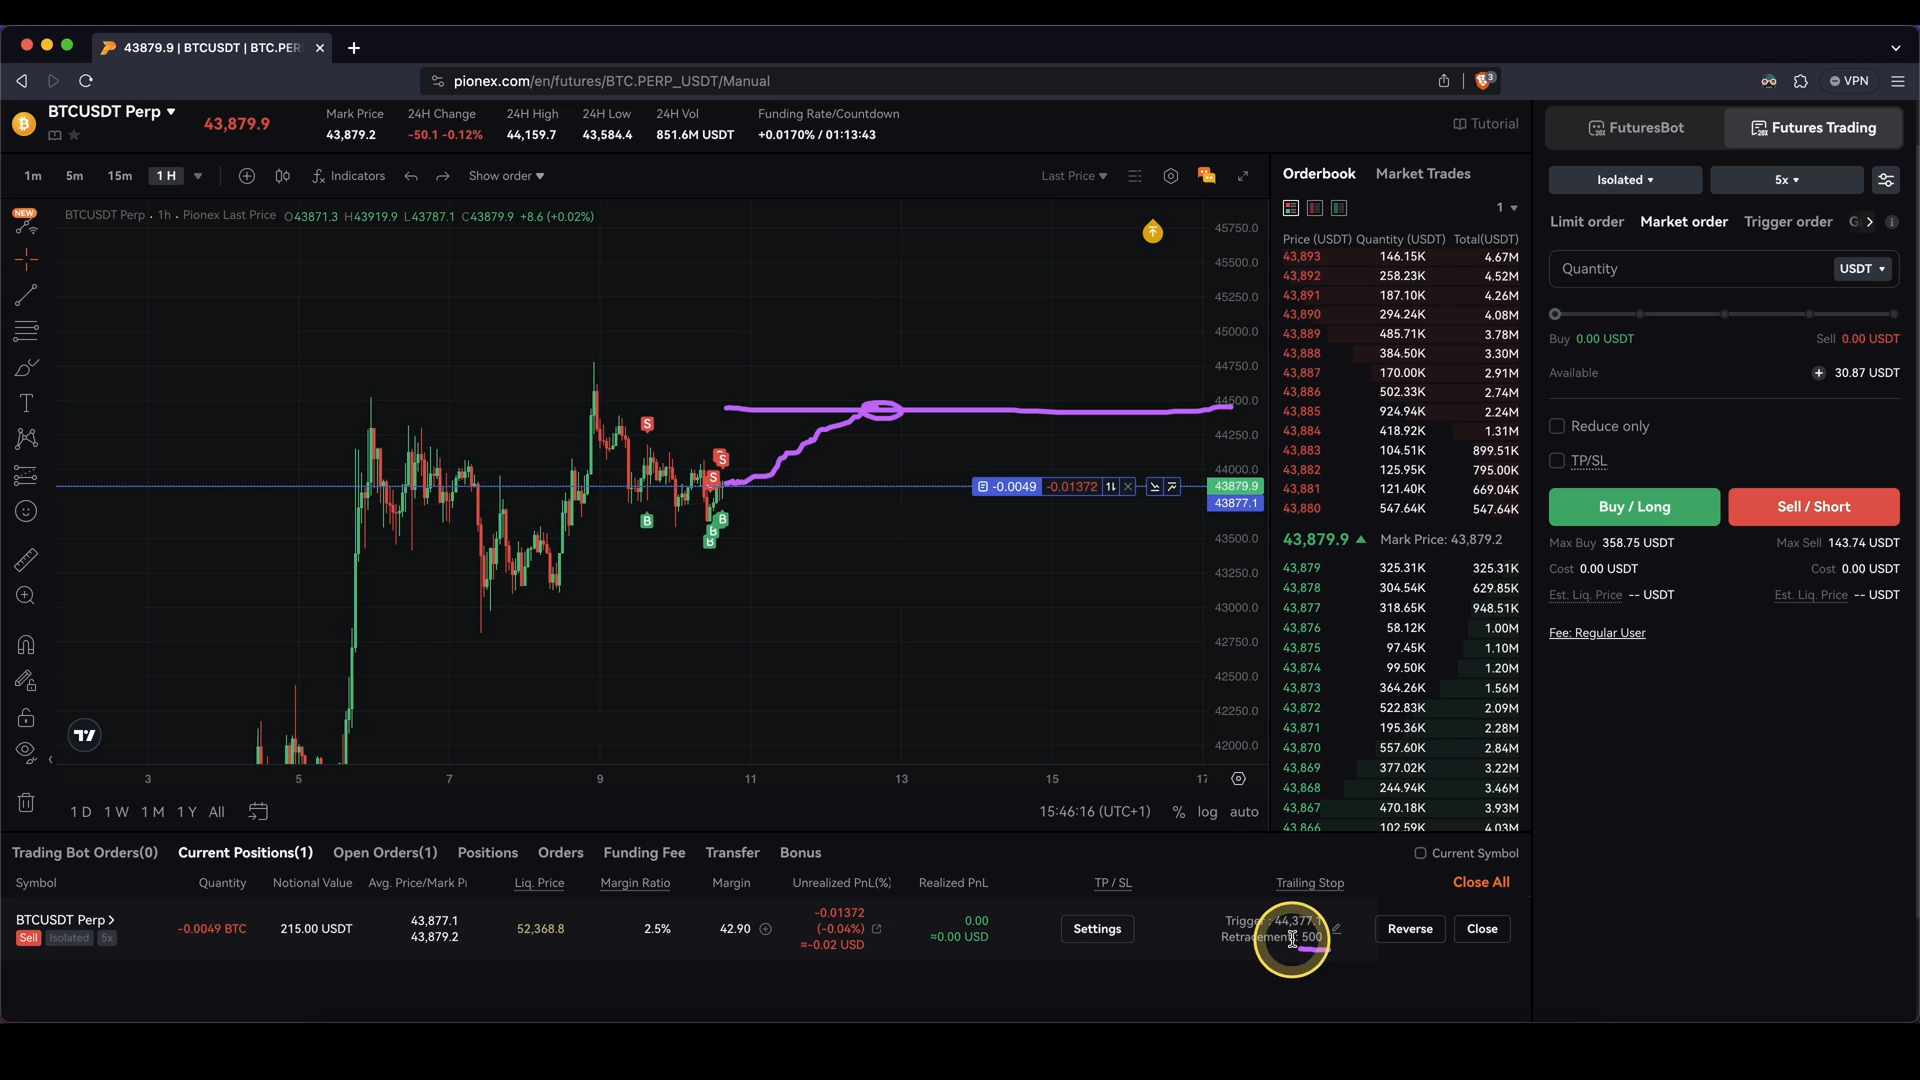 43879.9 | BTCUSDT | BTC.PER
pionex.com/en/futures/BTC.PERP_USDT/Manual
3
VPN
BTCUSDT Perp
43,879.9
Mark Price
43,879.2
24H Change
-50.1 -0.12%
24H High
44,159.7
24H Low
43,584.4
24H Vol
851.6M USDT
Funding Rate/Countdown
+0.0170% / 01:13:43
Tutorial
1m 5m 15m 1 H
Indicators
Show order
Last Price
NEW
BTCUSDT Perp · 1h · Pionex Last Price O43871.3 H43919.9 L43787.1 C43879.9 +8.6 (+0.02%)
45750.0
45500.0
45250.0
45000.0
44750.0
44500.0
44250.0
44000.0
43879.9
43877.1
43500.0
43250.0
43000.0
42750.0
42500.0
42250.0
42000.0
S
S
S
B
B
B
B
-0.0049 -0.01372
3 5 7 9 11 13 15 17
1 D 1 W 1 M 1 Y All
15:46:16 (UTC+1) % log auto
Orderbook Market Trades
1
Price (USDT) Quantity (USDT) Total(USDT)
43,893 146.15K 4.67M
43,892 258.23K 4.52M
43,891 187.10K 4.26M
43,890 294.24K 4.08M
43,889 485.71K 3.78M
43,888 384.50K 3.30M
43,887 170.00K 2.91M
43,886 502.33K 2.74M
43,885 924.94K 2.24M
43,884 418.92K 1.31M
43,883 104.51K 899.51K
43,882 125.95K 795.00K
43,881 121.40K 669.04K
43,880 547.64K 547.64K
43,879.9 Mark Price: 43,879.2
43,879 325.31K 325.31K
43,878 304.54K 629.85K
43,877 318.65K 948.51K
43,876 58.12K 1.00M
43,875 97.45K 1.10M
43,874 99.50K 1.20M
43,873 364.26K 1.56M
43,872 522.83K 2.09M
43,871 195.36K 2.28M
43,870 557.60K 2.84M
43,869 377.02K 3.22M
43,868 244.94K 3.46M
43,867 470.18K 3.93M
43,866 102.59K 4.03M
FuturesBot
Futures Trading
Isolated
5x
Limit order Market order Trigger order
Quantity
USDT
Buy 0.00 USDT
Sell 0.00 USDT
Available
30.87 USDT
Reduce only
TP/SL
Buy / Long
Sell / Short
Max Buy 358.75 USDT
Max Sell 143.74 USDT
Cost 0.00 USDT
Cost 0.00 USDT
Est. Liq. Price -- USDT
Est. Liq. Price -- USDT
Fee: Regular User
Trading Bot Orders(0) Current Positions(1) Open Orders(1) Positions Orders Funding Fee Transfer Bonus
Current Symbol
Symbol Quantity Notional Value Avg. Price/Mark Pr Liq. Price Margin Ratio Margin Unrealized PnL(%) Realized PnL TP / SL Trailing Stop Close All
BTCUSDT Perp
Sell Isolated 5x
-0.0049 BTC
215.00 USDT
43,877.1
43,879.2
52,368.8
2.5%
42.90
-0.01372
(-0.04%)
≈-0.02 USD
0.00
≈0.00 USD
Settings
Trigger : 44,377.1
Retracement: 500
Reverse
Close